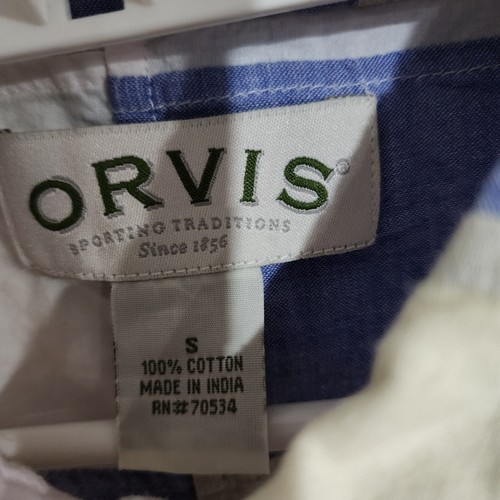 ORVIS®
SPORTING TRADITIONS
Since 1856
S
100% COTTON
MADE IN INDIA
RN#70534